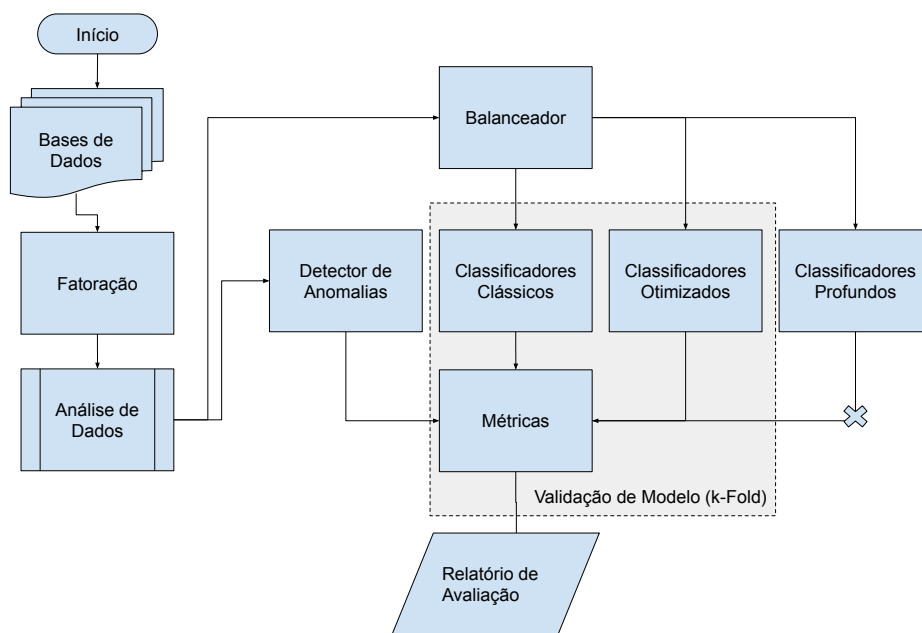 Início
Bases de
Dados
Fatoração
Análise de
Dados
Balanceador
Detector de
Anomalias
Classificadores
Clássicos
Classificadores
Otimizados
Classificadores
Profundos
Métricas
Validação de Modelo (k-Fold)
Relatório de
Avaliação